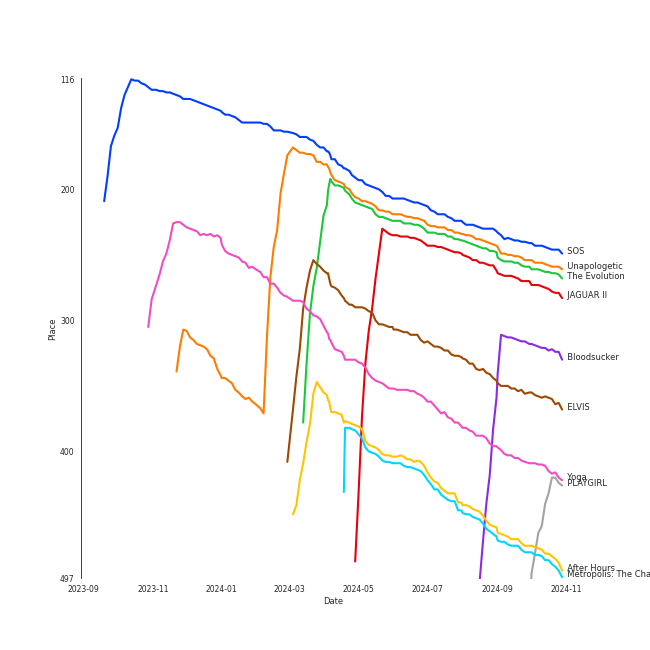 116
200
300
400
497
Place
2023-09
2023-11
2024-01
2024-03
2024-05
2024-07
2024-09
2024-11
Date
SOS
Unapologetic
The Evolution
JAGUAR II
Bloodsucker
ELVIS
Yoga
PLAYGIRL
After Hours
Metropolis: The Cha